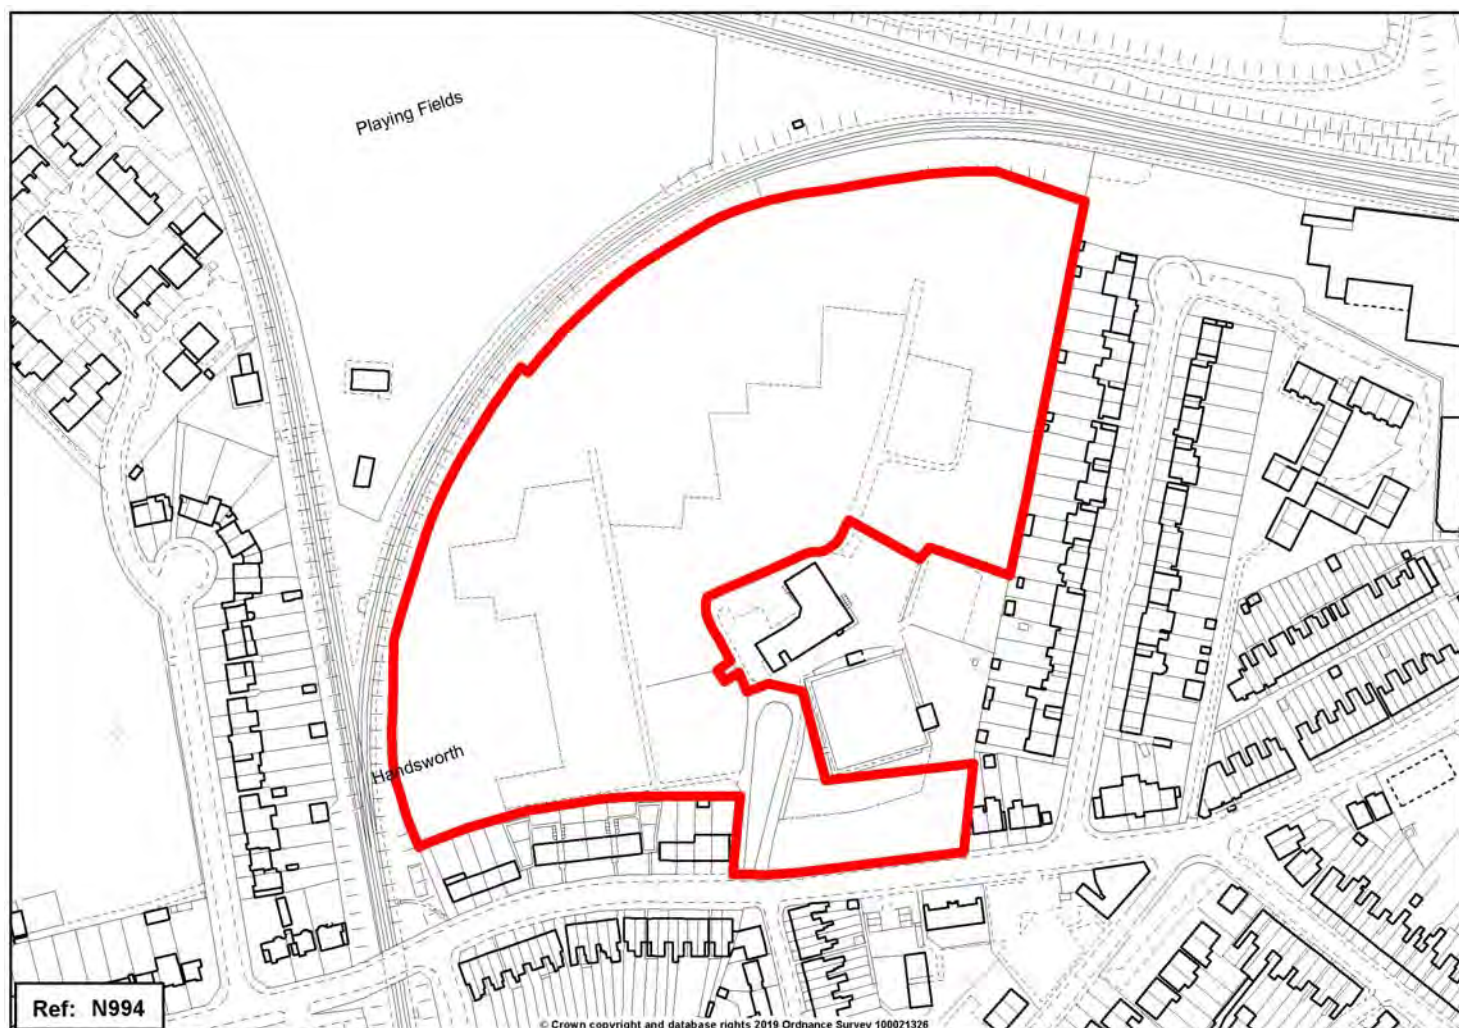 Playing Fields
Handsworth
Ref: N994
© Crown copyright and database rights 2019 Ordnance Survey 100021326